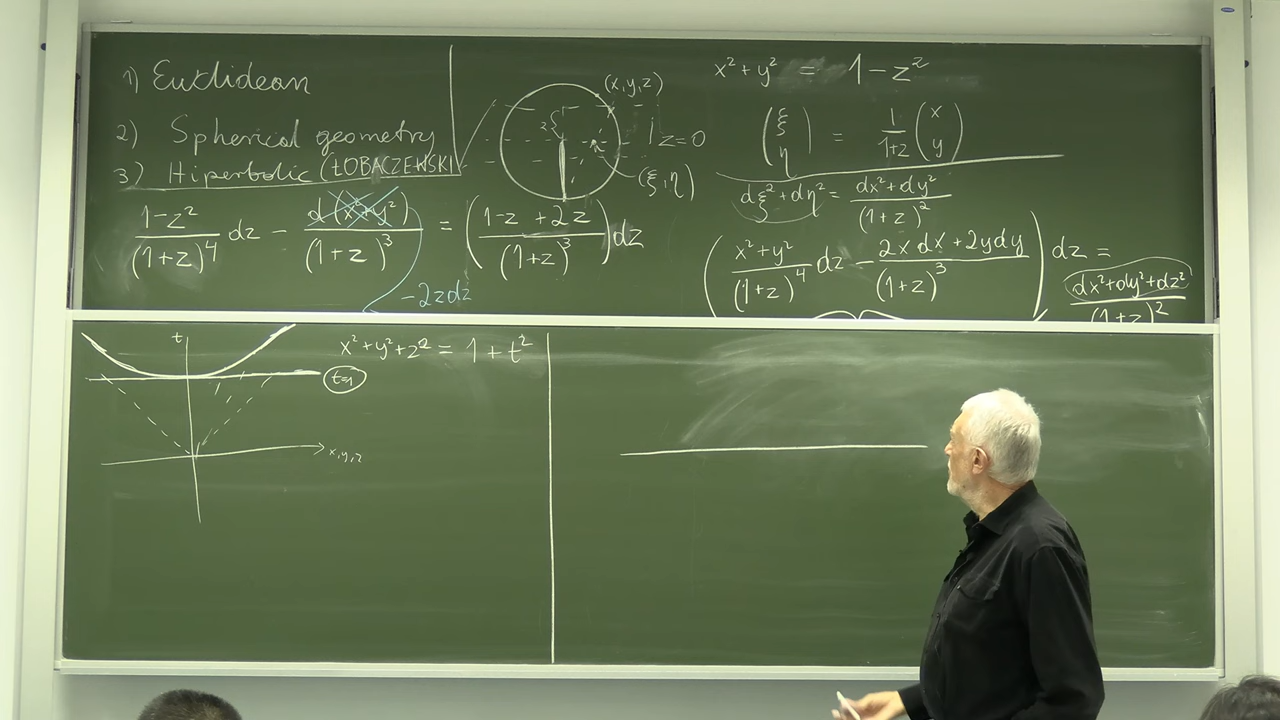 1) Euclidean
2) Spherical geometry
3) Hiperbolic (ŁOBACZEWSKI
(1-z²)/(1+z)⁴ dz - d(x²+y²)/(1+z)³ = ((1-z+2z)/(1+z)³)dz
-2zdz
(x,y,z)
z=0
(ξ,η)
x²+y² = 1-z²
(ξ η) = 1/(1+z) (x y)
dξ²+dη² = (dx²+dy²)/(1+z)²
((x²+y²)/(1+z)⁴ dz - (2xdx+2ydy)/(1+z)³) dz = (dx²+dy²+dz²)/(1+z)²
t
x²+y²+z² = 1+t²
t=1
x,y,z